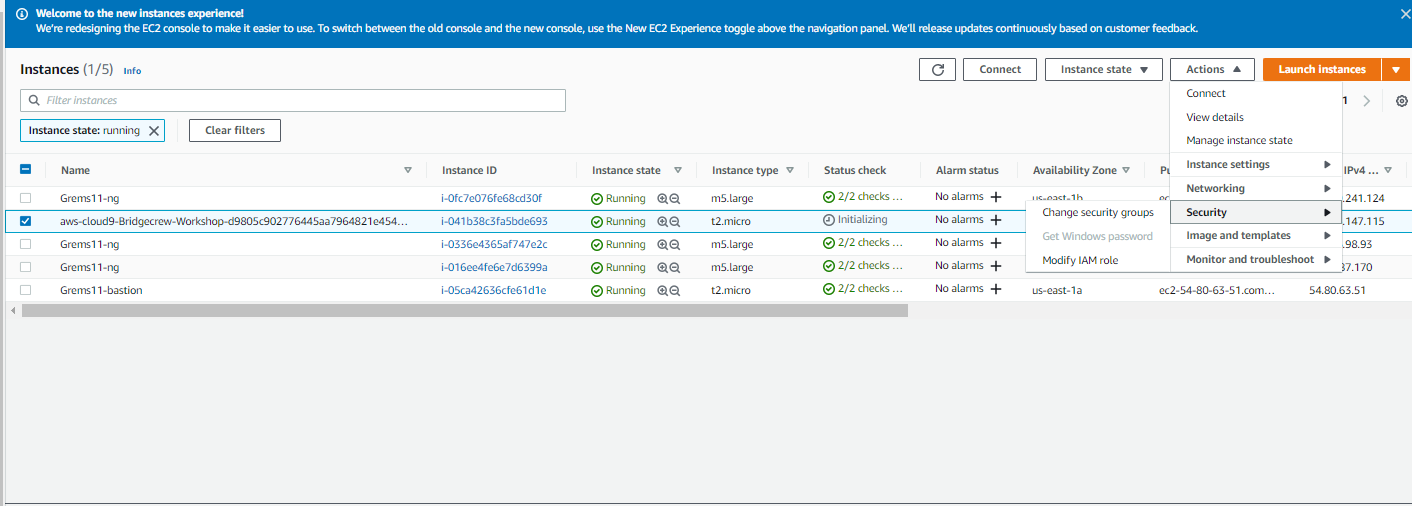 Welcome to the new instances experience!
We're redesigning the EC2 console to make it easier to use. To switch between the old console and the new console, use the New EC2 Experience toggle above the navigation panel. We'll release updates continuously based on customer feedback.
Instances (1/5) Info
Connect Instance state Actions Launch instances
Filter instances
Connect
1
View details
Instance state: running Clear filters
Manage instance state
Instance settings
Networking
Security
Image and templates
Monitor and troubleshoot
Change security groups
Get Windows password
Modify IAM role
Name Instance ID Instance state Instance type Status check Alarm status Availability Zone IPv4 ...
Grems11-ng i-0fc7e076fe68cd30f Running m5.large 2/2 checks ... No alarms + us-east-1b .241.124
aws-cloud9-Bridgecrew-Workshop-d9805c902776445aa7964821e454... i-041b38c3fa5bde693 Running t2.micro Initializing No alarms + .147.115
Grems11-ng i-0336e4365af747e2c Running m5.large 2/2 checks ... No alarms + .98.93
Grems11-ng i-016ee4fe6e7d6399a Running m5.large 2/2 checks ... No alarms + 37.170
Grems11-bastion i-05ca42636cfe61d1e Running t2.micro 2/2 checks ... No alarms + us-east-1a ec2-54-80-63-51.com... 54.80.63.51